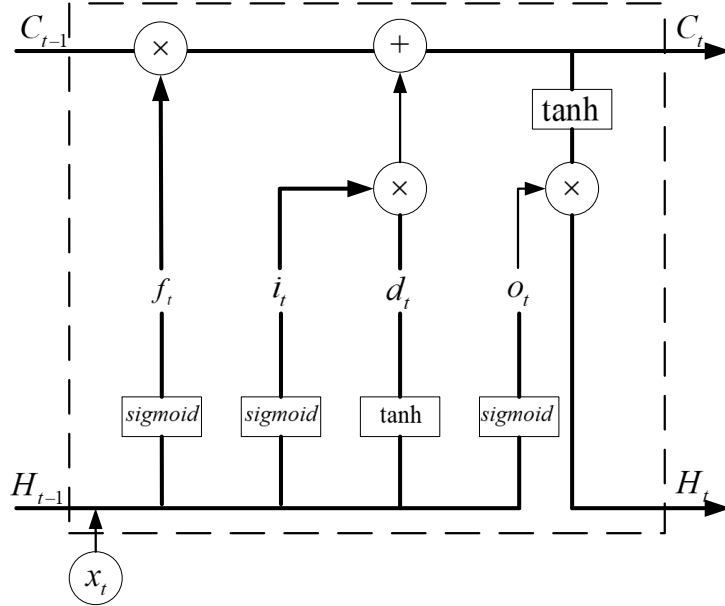 C_{t-1} × + C_t
tanh
× ×
f_t i_t d_t o_t
sigmoid sigmoid tanh sigmoid
H_{t-1} H_t
x_t